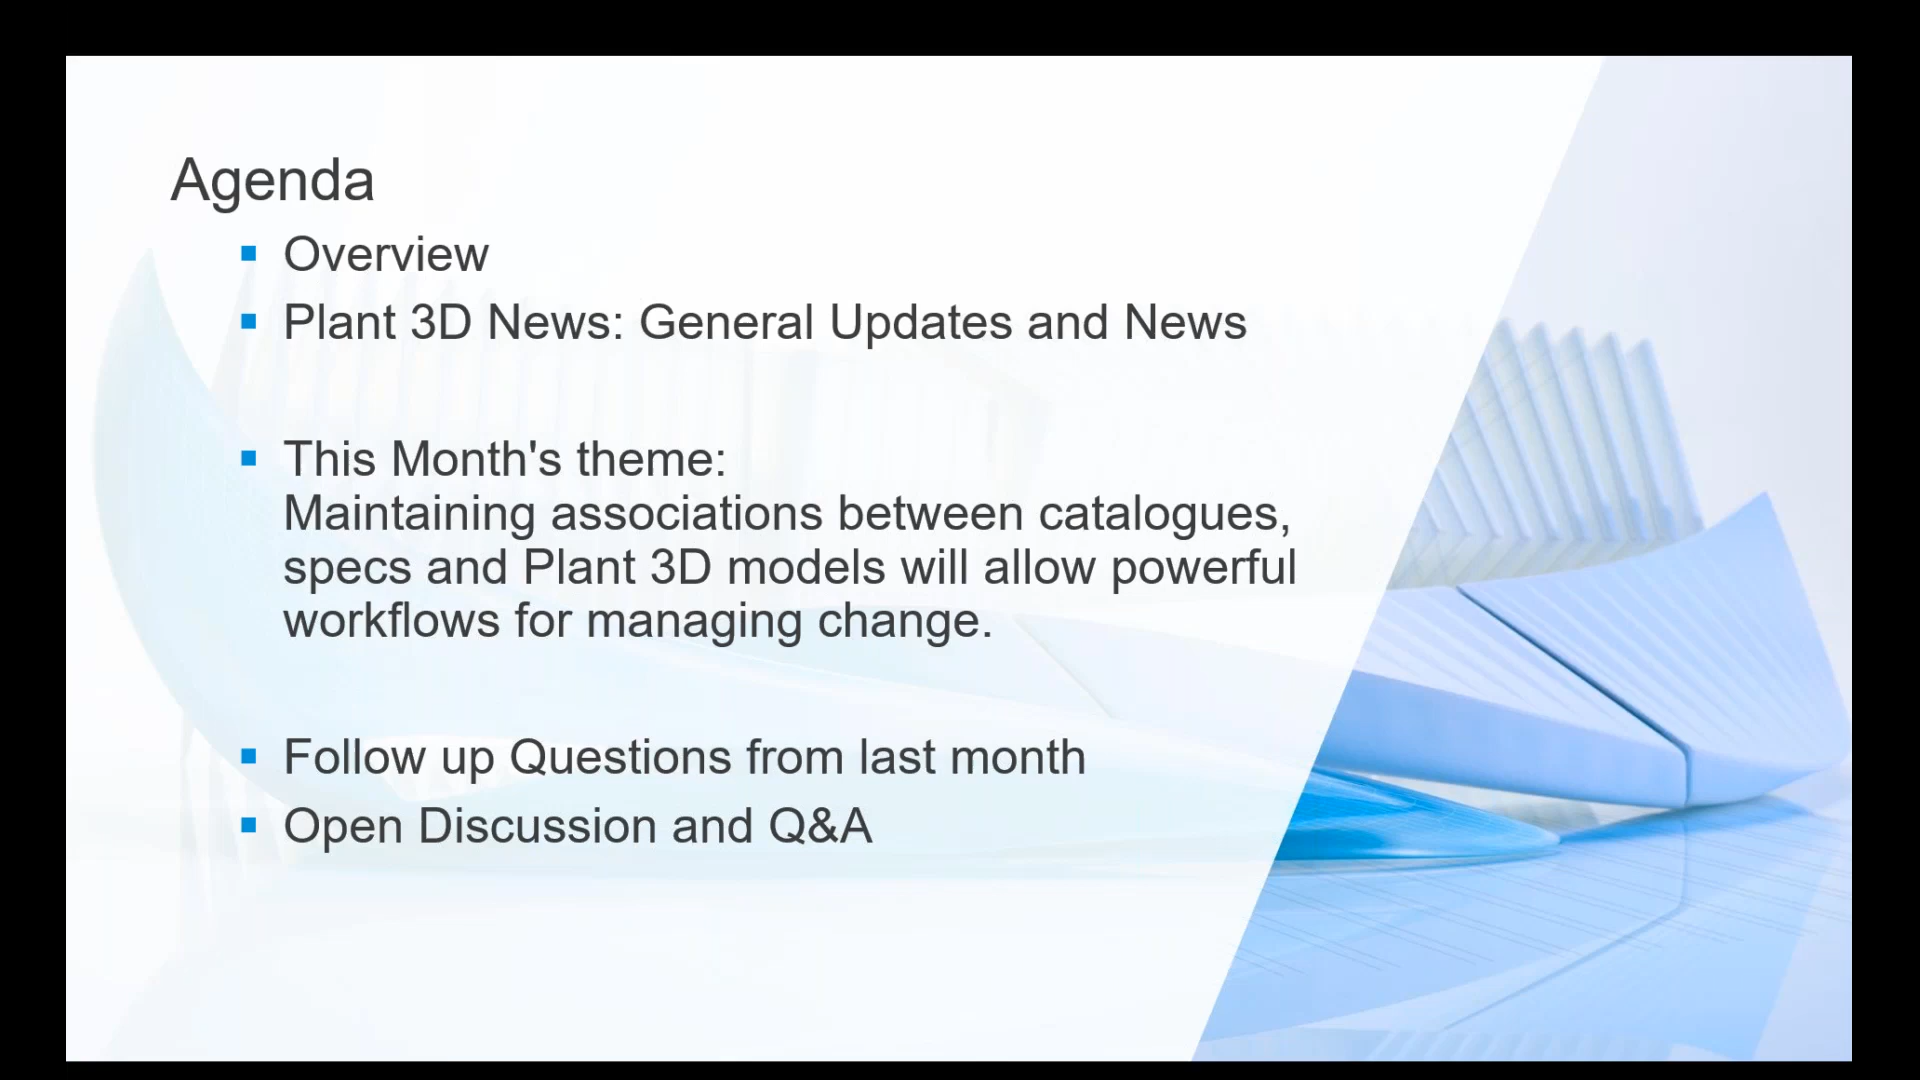 Agenda
Overview
Plant 3D News: General Updates and News
This Month's theme:
Maintaining associations between catalogues,
specs and Plant 3D models will allow powerful
workflows for managing change.
Follow up Questions from last month
Open Discussion and Q&A